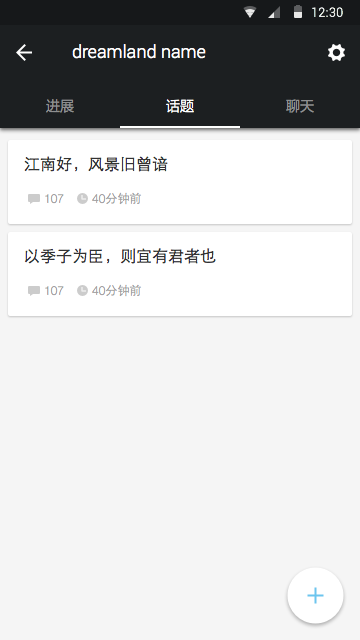 12:30
dreamland name
进展 话题 聊天
江南好，风景旧曾谙
107 40分钟前
以季子为臣，则宜有君者也
107 40分钟前